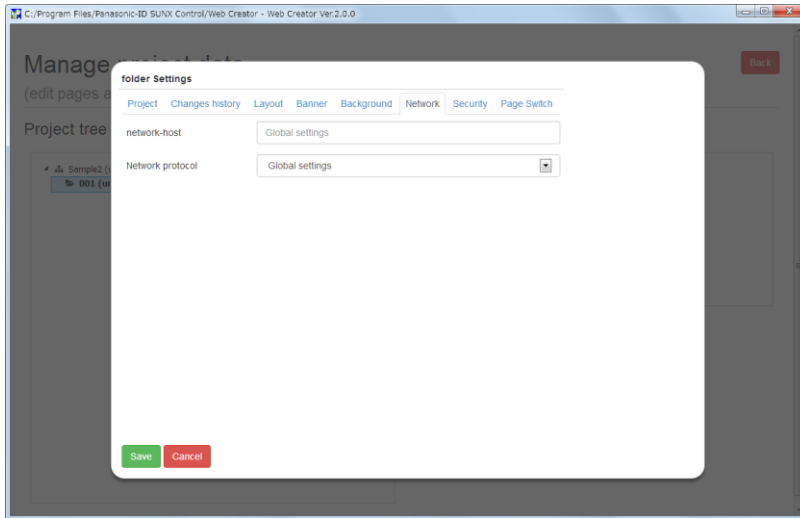 C:/Program Files/Panasonic-ID SUNX Control/Web Creator - Web Creator Ver.2.0.0
Manage project data
Back
(edit pages a
Project tree
Sample2 (u
001 (un
folder Settings
Project Changes history Layout Banner Background Network Security Page Switch
network-host Global settings
Network protocol Global settings
Save Cancel